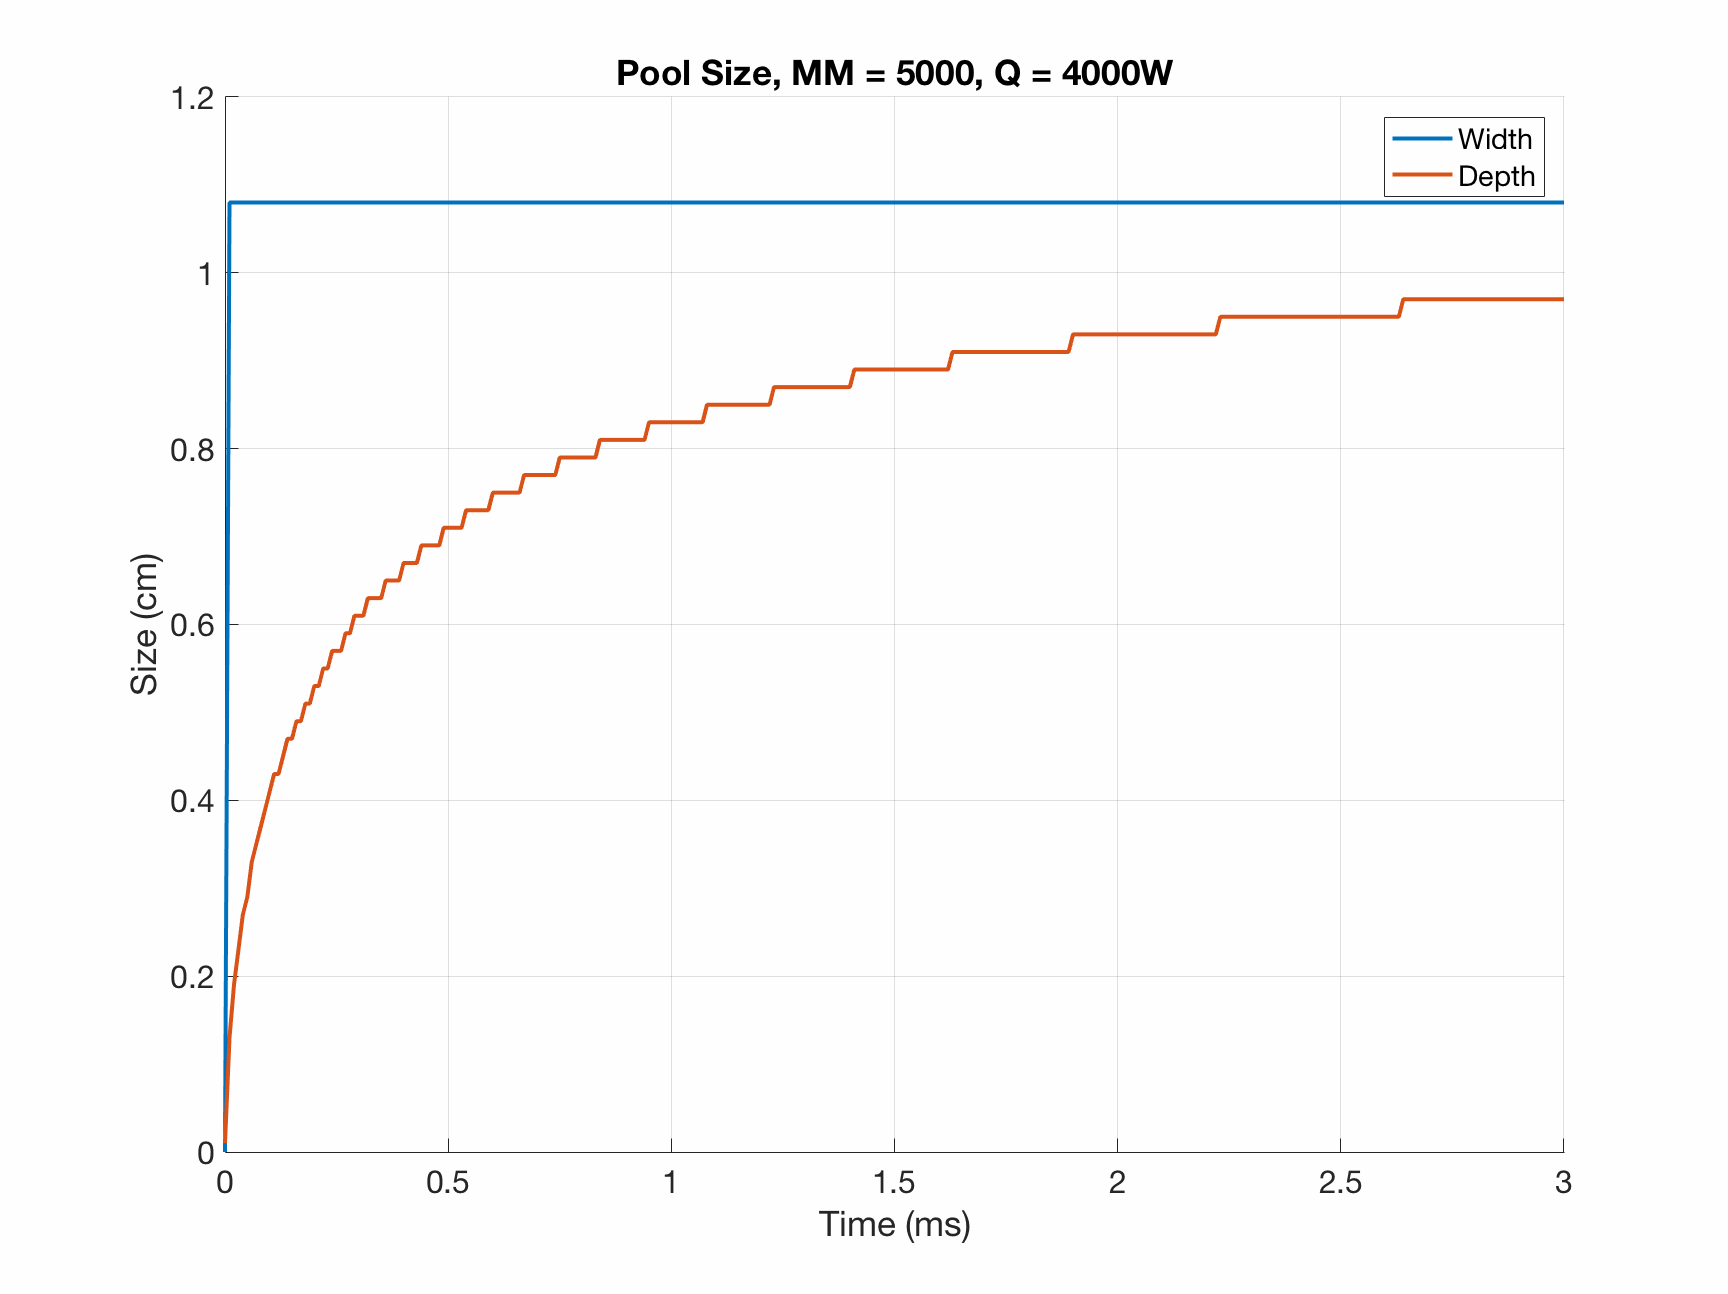 Pool Size, MM = 5000, Q = 4000W
Width
Depth
1.2
1
0.8
0.6
0.4
0.2
0
Size (cm)
0 0.5 1 1.5 2 2.5 3
Time (ms)